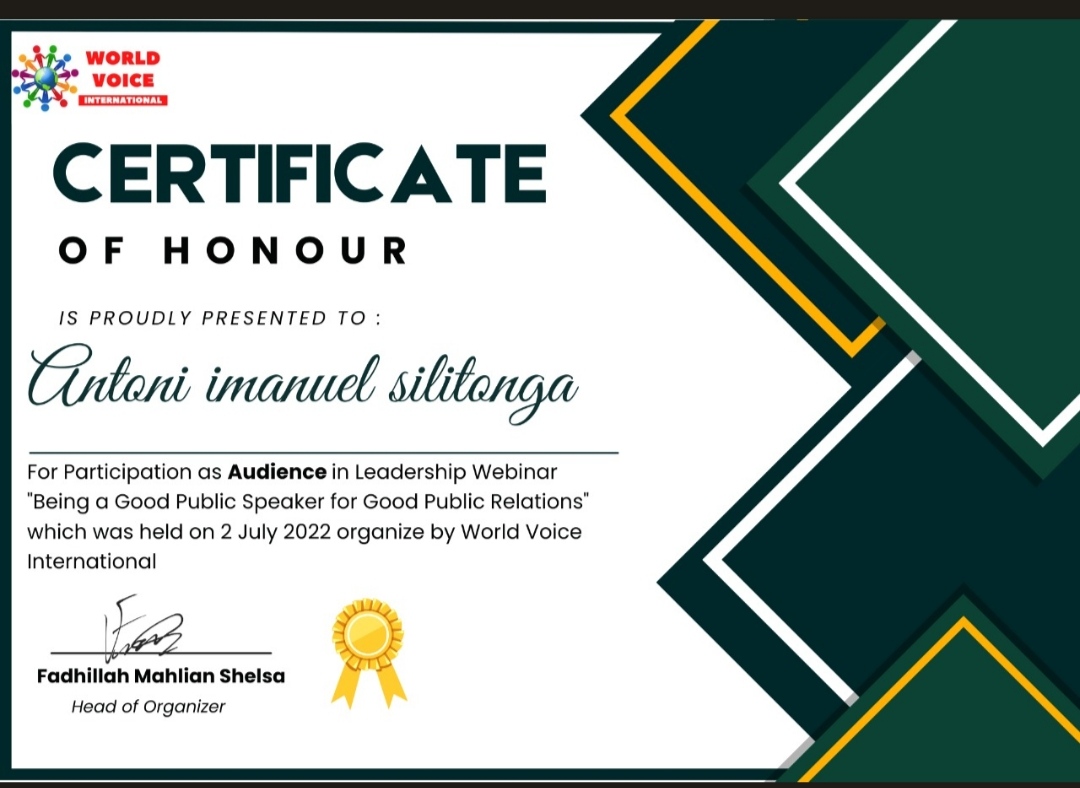 WORLD
VOICE
INTERNATIONAL
CERTIFICATE
OF HONOUR
IS PROUDLY PRESENTED TO :
Antoni imanuel silitonga
For Participation as Audience in Leadership Webinar
"Being a Good Public Speaker for Good Public Relations"
which was held on 2 July 2022 organize by World Voice
International
Fadhillah Mahlian Shelsa
Head of Organizer